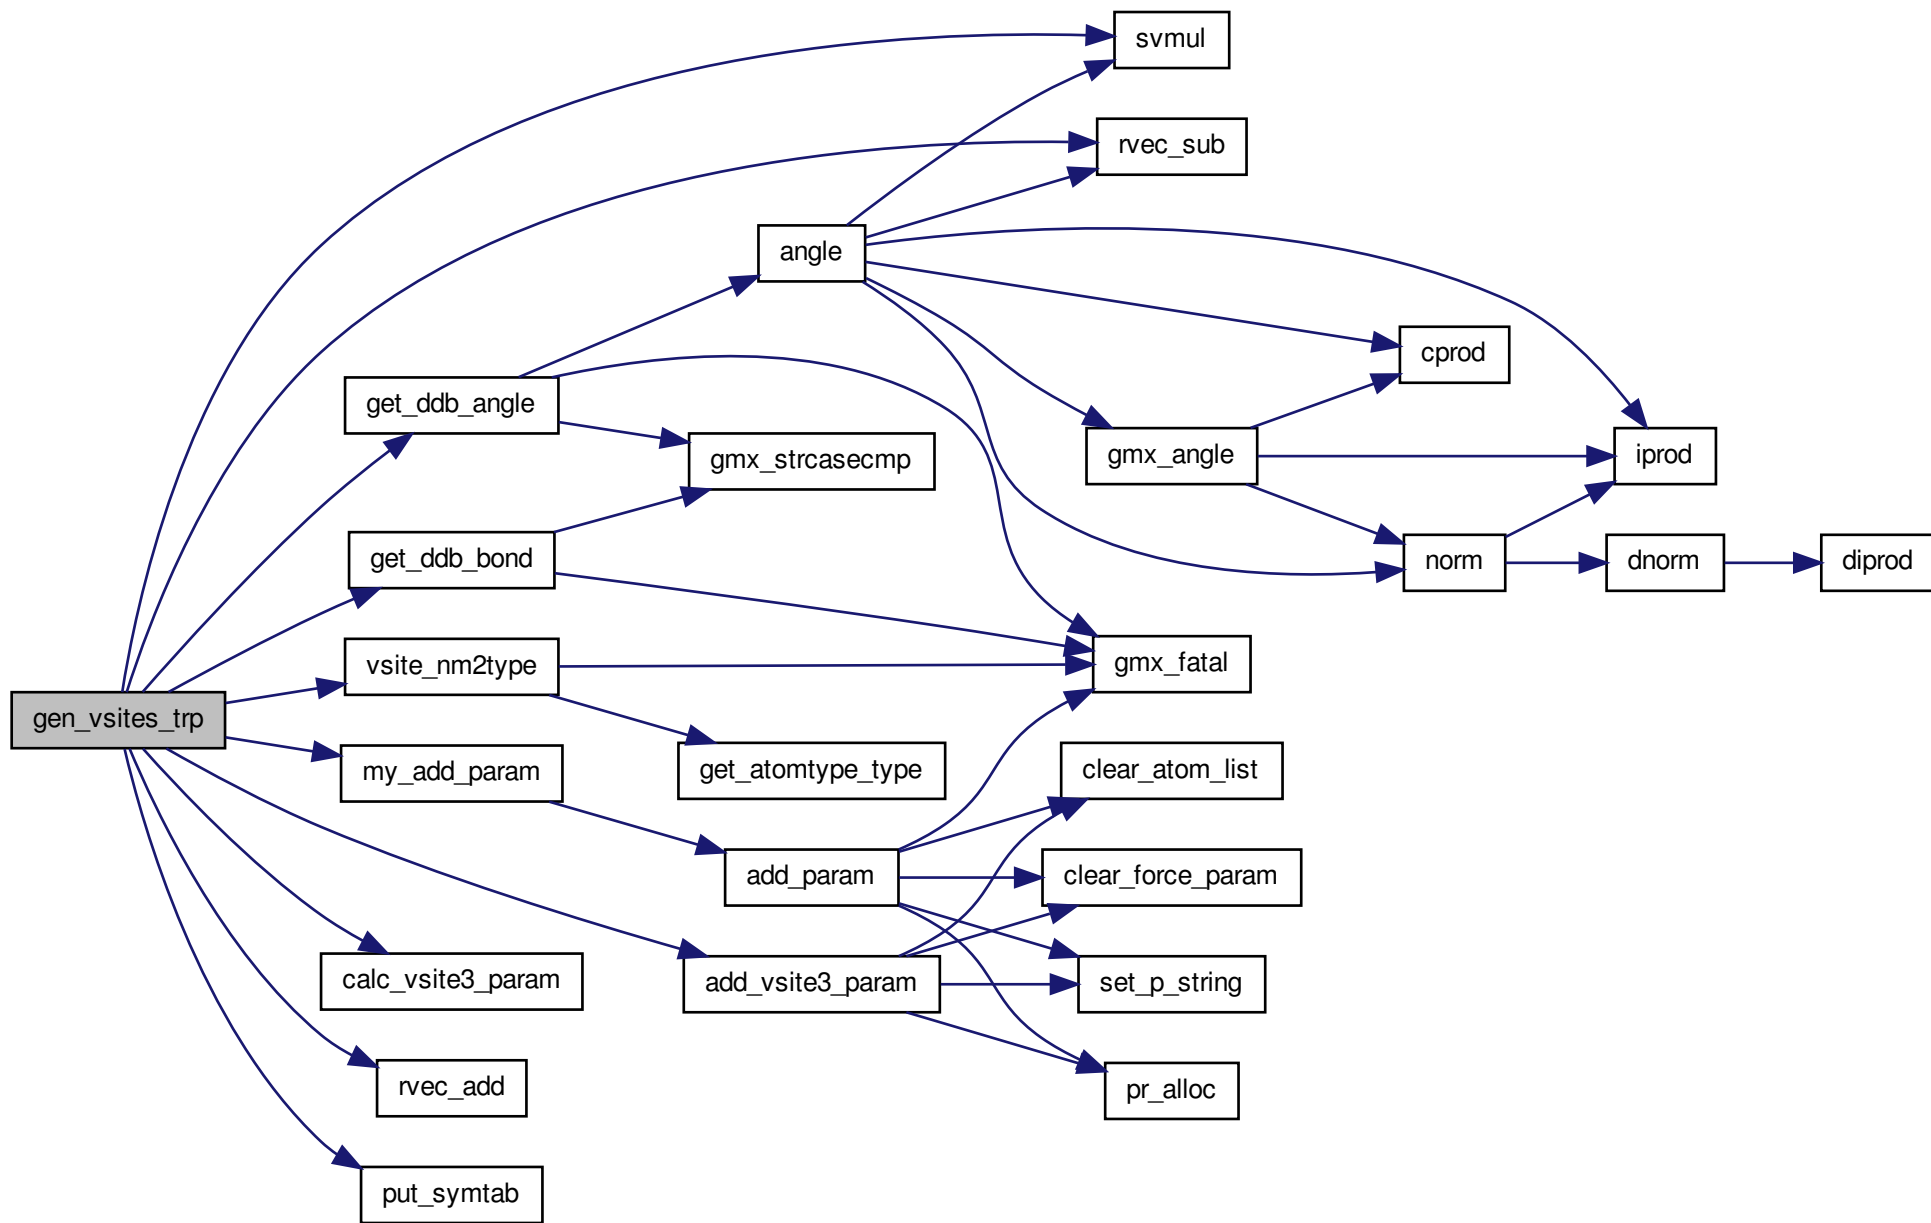 svmul
rvec_sub
angle
cprod
get_ddb_angle
gmx_strcasecmp
gmx_angle
iprod
get_ddb_bond
norm
dnorm
diprod
vsite_nm2type
gmx_fatal
gen_vsites_trp
my_add_param
get_atomtype_type
clear_atom_list
add_param
clear_force_param
calc_vsite3_param
add_vsite3_param
set_p_string
rvec_add
pr_alloc
put_symtab